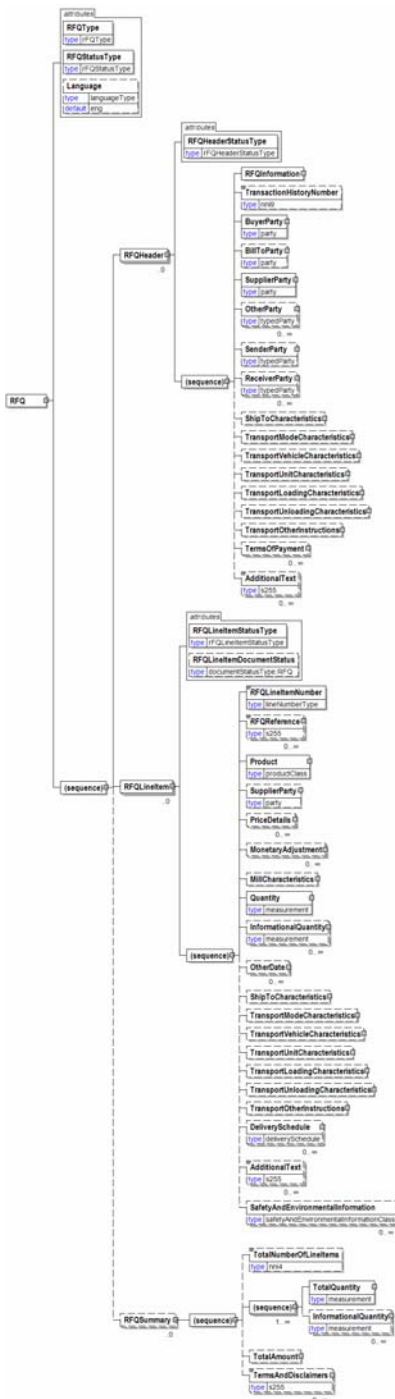 attributes
RFQType
type rFQType
RFQStatusType
type rFQStatusType
Language
type languageType
default eng
attributes
RFQHeaderStatusType
type rFQHeaderStatusType
RFQInformation
TransactionHistoryNumber
type nni9
BuyerParty
type party
BillToParty
type party
RFQHeader
..0
SupplierParty
type party
OtherParty
type typedParty
0.. ∞
SenderParty
type typedParty
(sequence)
ReceiverParty
type typedParty
0.. ∞
RFQ
ShipToCharacteristics
TransportModeCharacteristics
TransportVehicleCharacteristics
TransportUnitCharacteristics
TransportLoadingCharacteristics
TransportUnloadingCharacteristics
TransportOtherInstructions
TermsOfPayment
0.. ∞
AdditionalText
type s255
0.. ∞
attributes
RFQLineItemStatusType
type rFQLineItemStatusType
RFQLineItemDocumentStatus
type documentStatusType:RFQ
RFQLineItemNumber
type lineNumberType
RFQReference
type s255
0.. ∞
Product
type productClass
(sequence)
RFQLineItem
..0
SupplierParty
type party
PriceDetails
0.. ∞
MonetaryAdjustment
0.. ∞
MillCharacteristics
Quantity
type measurement
InformationalQuantity
type measurement
0.. ∞
(sequence)
OtherDate
0.. ∞
ShipToCharacteristics
TransportModeCharacteristics
TransportVehicleCharacteristics
TransportUnitCharacteristics
TransportLoadingCharacteristics
TransportUnloadingCharacteristics
TransportOtherInstructions
DeliverySchedule
type deliverySchedule
0.. ∞
AdditionalText
type s255
0.. ∞
SafetyAndEnvironmentalInformation
type safetyAndEnvironmentalInformationClass
0.. ∞
TotalNumberOfLineItems
type nni4
RFQSummary
..0
(sequence)
(sequence)
1.. ∞
TotalQuantity
type measurement
InformationalQuantity
type measurement
0.. ∞
TotalAmount
TermsAndDisclaimers
type s255